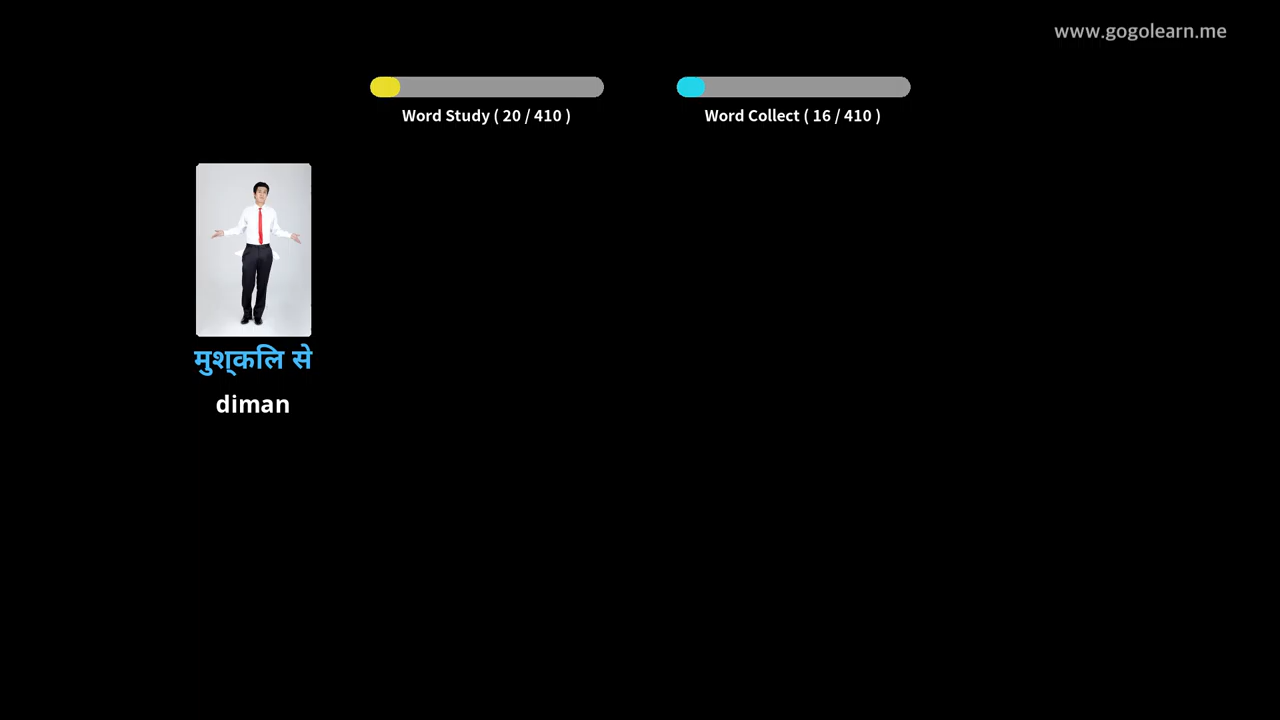 www.gogolearn.me
Word Study ( 20 / 410 )
Word Collect ( 16 / 410 )
मुश्कलि से
diman